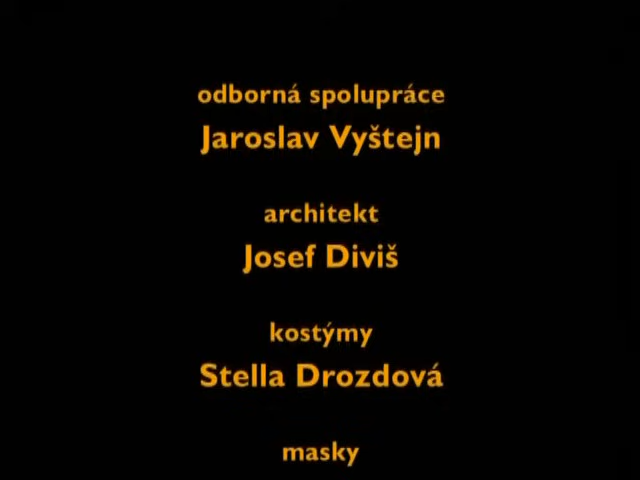 odborná spolupráce
Jaroslav Vyštejn
architekt
Josef Diviš
kostýmy
Stella Drozdová
masky